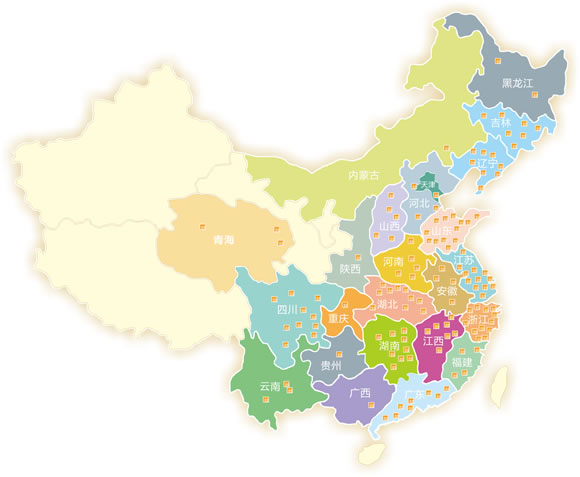 黑龙江
吉林
辽宁
内蒙古
天津
河北
山西
山东
青海
陕西
河南
江苏
安徽
四川
重庆
湖北
浙江
江西
湖南
福建
贵州
云南
广西
广东